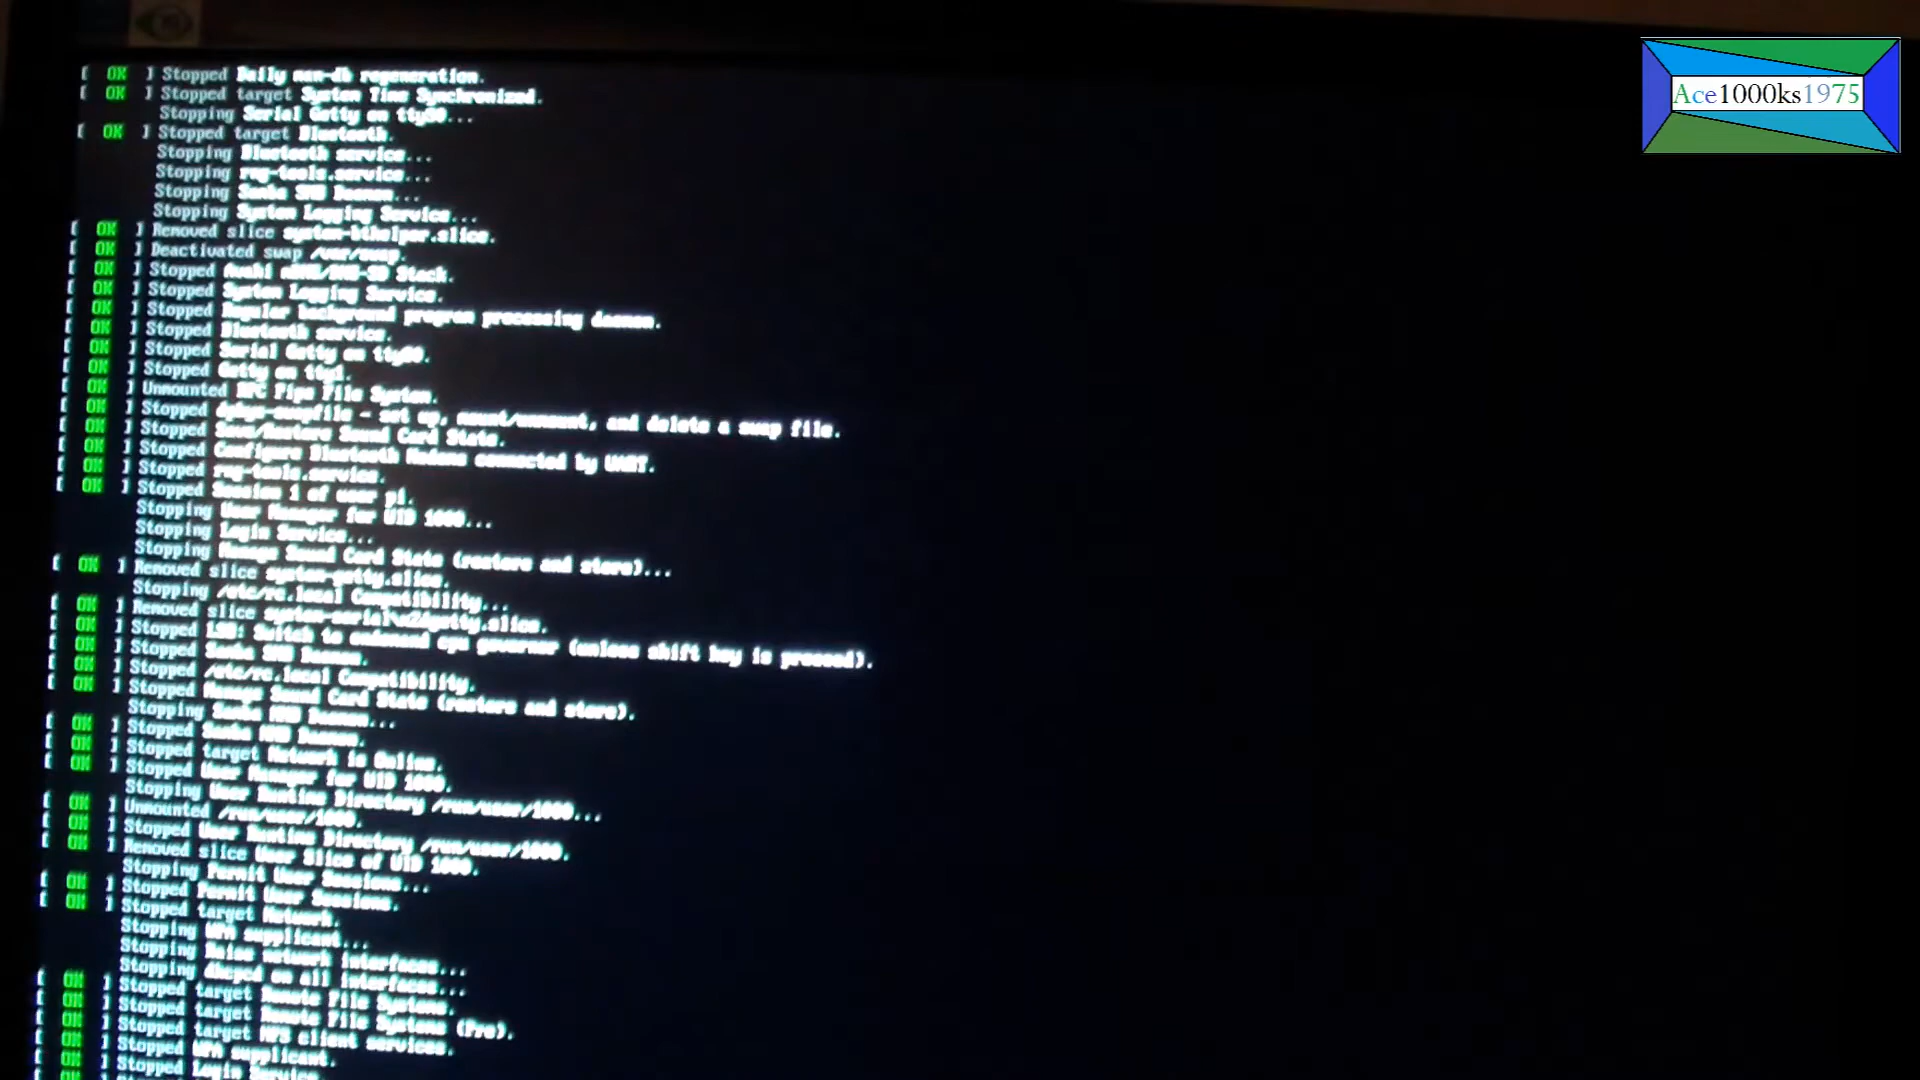 [ OK ] Stopped Daily man-db regeneration.
[ OK ] Stopped target System Time Synchronized.
Stopping Serial Getty on ttyS0...
[ OK ] Stopped target Bluetooth.
Stopping Bluetooth service...
Stopping rng-tools.service...
Stopping Samba SMB Daemon...
Stopping System Logging Service...
[ OK ] Removed slice system-bthelper.slice.
[ OK ] Deactivated swap /var/swap.
[ OK ] Stopped Avahi mDNS/DNS-SD Stack.
[ OK ] Stopped System Logging Service.
[ OK ] Stopped Regular background program processing daemon.
[ OK ] Stopped Bluetooth service.
[ OK ] Stopped Serial Getty on ttyS0.
[ OK ] Stopped Getty on tty1.
[ OK ] Unmounted RPC Pipe File System.
[ OK ] Stopped dphys-swapfile - set up, mount/unmount, and delete a swap file.
[ OK ] Stopped Save/Restore Sound Card State.
[ OK ] Stopped Configure Bluetooth Modems connected by UART.
[ OK ] Stopped rng-tools.service.
[ OK ] Stopped Session 1 of user pi.
Stopping User Manager for UID 1000...
Stopping Login Service...
Stopping Manage Sound Card State (restore and store)...
[ OK ] Removed slice system-getty.slice.
Stopping /etc/rc.local Compatibility...
[ OK ] Removed slice system-serial\x2dgetty.slice.
[ OK ] Stopped LSB: Switch to ondemand cpu governor (unless shift key is pressed).
[ OK ] Stopped Samba SMB Daemon.
[ OK ] Stopped /etc/rc.local Compatibility.
[ OK ] Stopped Manage Sound Card State (restore and store).
Stopping Samba NMB Daemon...
[ OK ] Stopped Samba NMB Daemon.
[ OK ] Stopped target Network is Online.
[ OK ] Stopped User Manager for UID 1000.
Stopping User Runtime Directory /run/user/1000...
[ OK ] Unmounted /run/user/1000.
[ OK ] Stopped User Runtime Directory /run/user/1000.
[ OK ] Removed slice User Slice of UID 1000.
Stopping Permit User Sessions...
[ OK ] Stopped Permit User Sessions.
[ OK ] Stopped target Network.
Stopping WPA supplicant...
Stopping Raise network interfaces...
Stopping dhcpcd on all interfaces...
[ OK ] Stopped target Remote File Systems.
[ OK ] Stopped target Remote File Systems (Pre).
[ OK ] Stopped target NFS client services.
[ OK ] Stopped WPA supplicant.
[ OK ] Stopped Login Service.
Ace1000ks1975